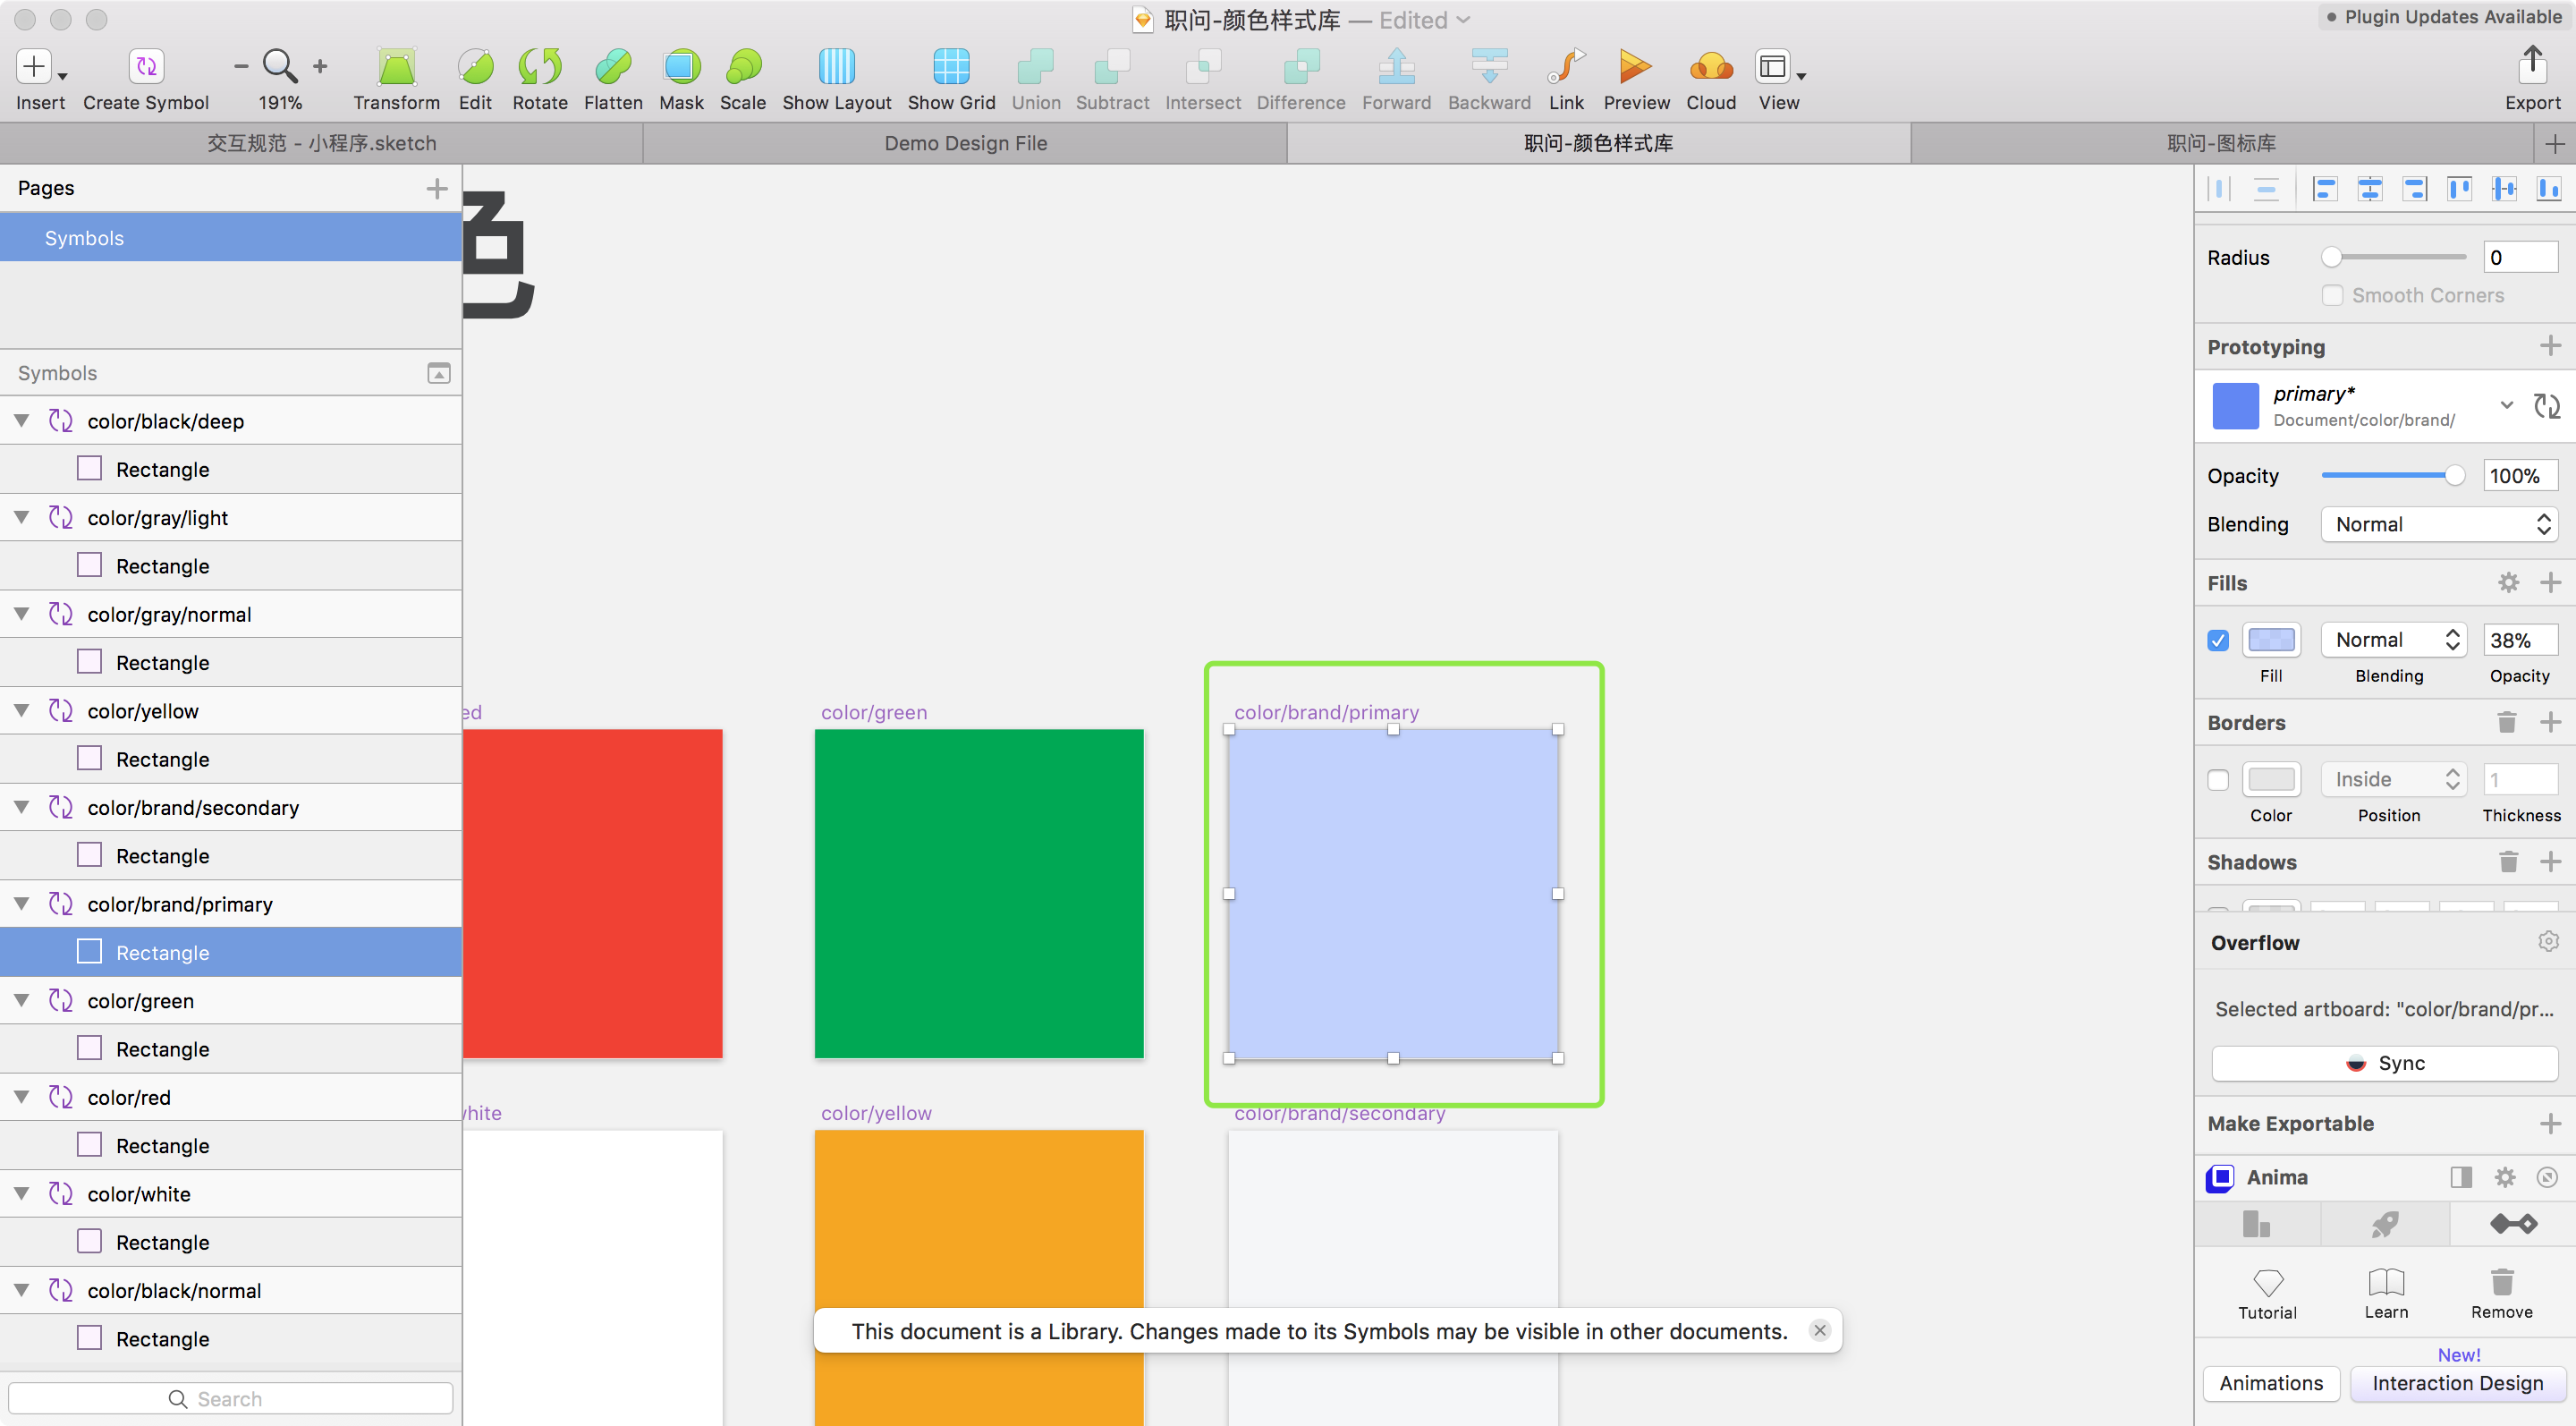 职问-颜色样式库 — Edited
Plugin Updates Available
Insert
Create Symbol
191%
Transform
Edit
Rotate
Flatten
Mask
Scale
Show Layout
Show Grid
Union
Subtract
Intersect
Difference
Forward
Backward
Link
Preview
Cloud
View
Export
交互规范 - 小程序.sketch
Demo Design File
职问-颜色样式库
职问-图标库
Pages
Symbols
Symbols
color/black/deep
Rectangle
color/gray/light
Rectangle
color/gray/normal
Rectangle
color/yellow
Rectangle
color/brand/secondary
Rectangle
color/brand/primary
Rectangle
color/green
Rectangle
color/red
Rectangle
color/white
Rectangle
color/black/normal
Rectangle
Search
色
ed
color/green
color/brand/primary
hite
color/yellow
color/brand/secondary
This document is a Library. Changes made to its Symbols may be visible in other documents.
Radius
0
Smooth Corners
Prototyping
primary*
Document/color/brand/
Opacity
100%
Blending
Normal
Fills
Normal
38%
Fill
Blending
Opacity
Borders
Inside
1
Color
Position
Thickness
Shadows
Overflow
Selected artboard: "color/brand/pr...
Sync
Make Exportable
Anima
Tutorial
Learn
Remove
New!
Animations
Interaction Design